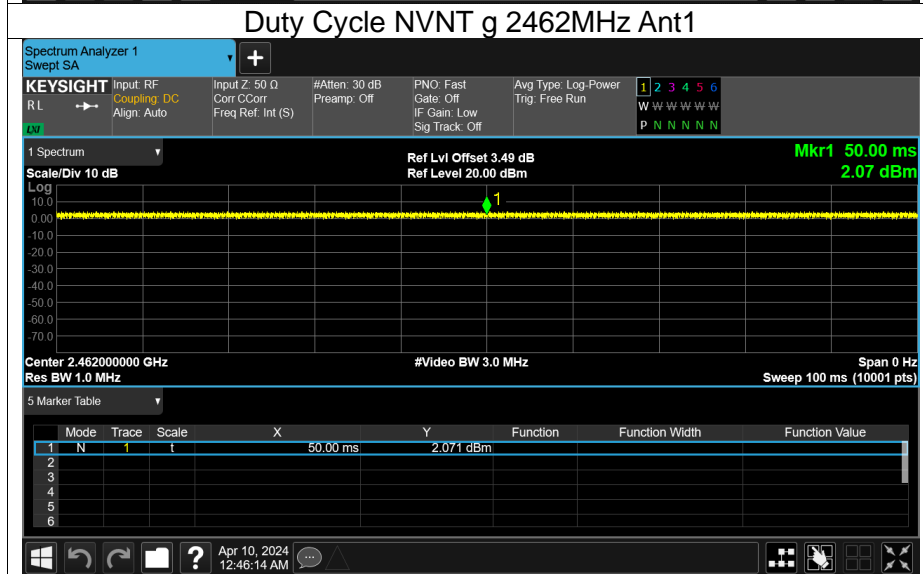 Duty Cycle NVNT g 2462MHz Ant1
Spectrum Analyzer 1
Swept SA
+
KEYSIGHT Input: RF Input Z: 50 Ω #Atten: 30 dB PNO: Fast Avg Type: Log-Power 1 2 3 4 5 6
RL Coupling: DC Corr CCorr Preamp: Off Gate: Off Trig: Free Run W W W W W W
Align: Auto Freq Ref: Int (S) IF Gain: Low
LXI Sig Track: Off P N N N N N
1 Spectrum Ref Lvl Offset 3.49 dB Mkr1 50.00 ms
Scale/Div 10 dB Ref Level 20.00 dBm 2.07 dBm
Log
10.0 1
0.00
-10.0
-20.0
-30.0
-40.0
-50.0
-60.0
-70.0
Center 2.462000000 GHz #Video BW 3.0 MHz Span 0 Hz
Res BW 1.0 MHz Sweep 100 ms (10001 pts)
5 Marker Table
Mode Trace Scale X Y Function Function Width Function Value
1 N 1 t 50.00 ms 2.071 dBm
2
3
4
5
6
? Apr 10, 2024
12:46:14 AM